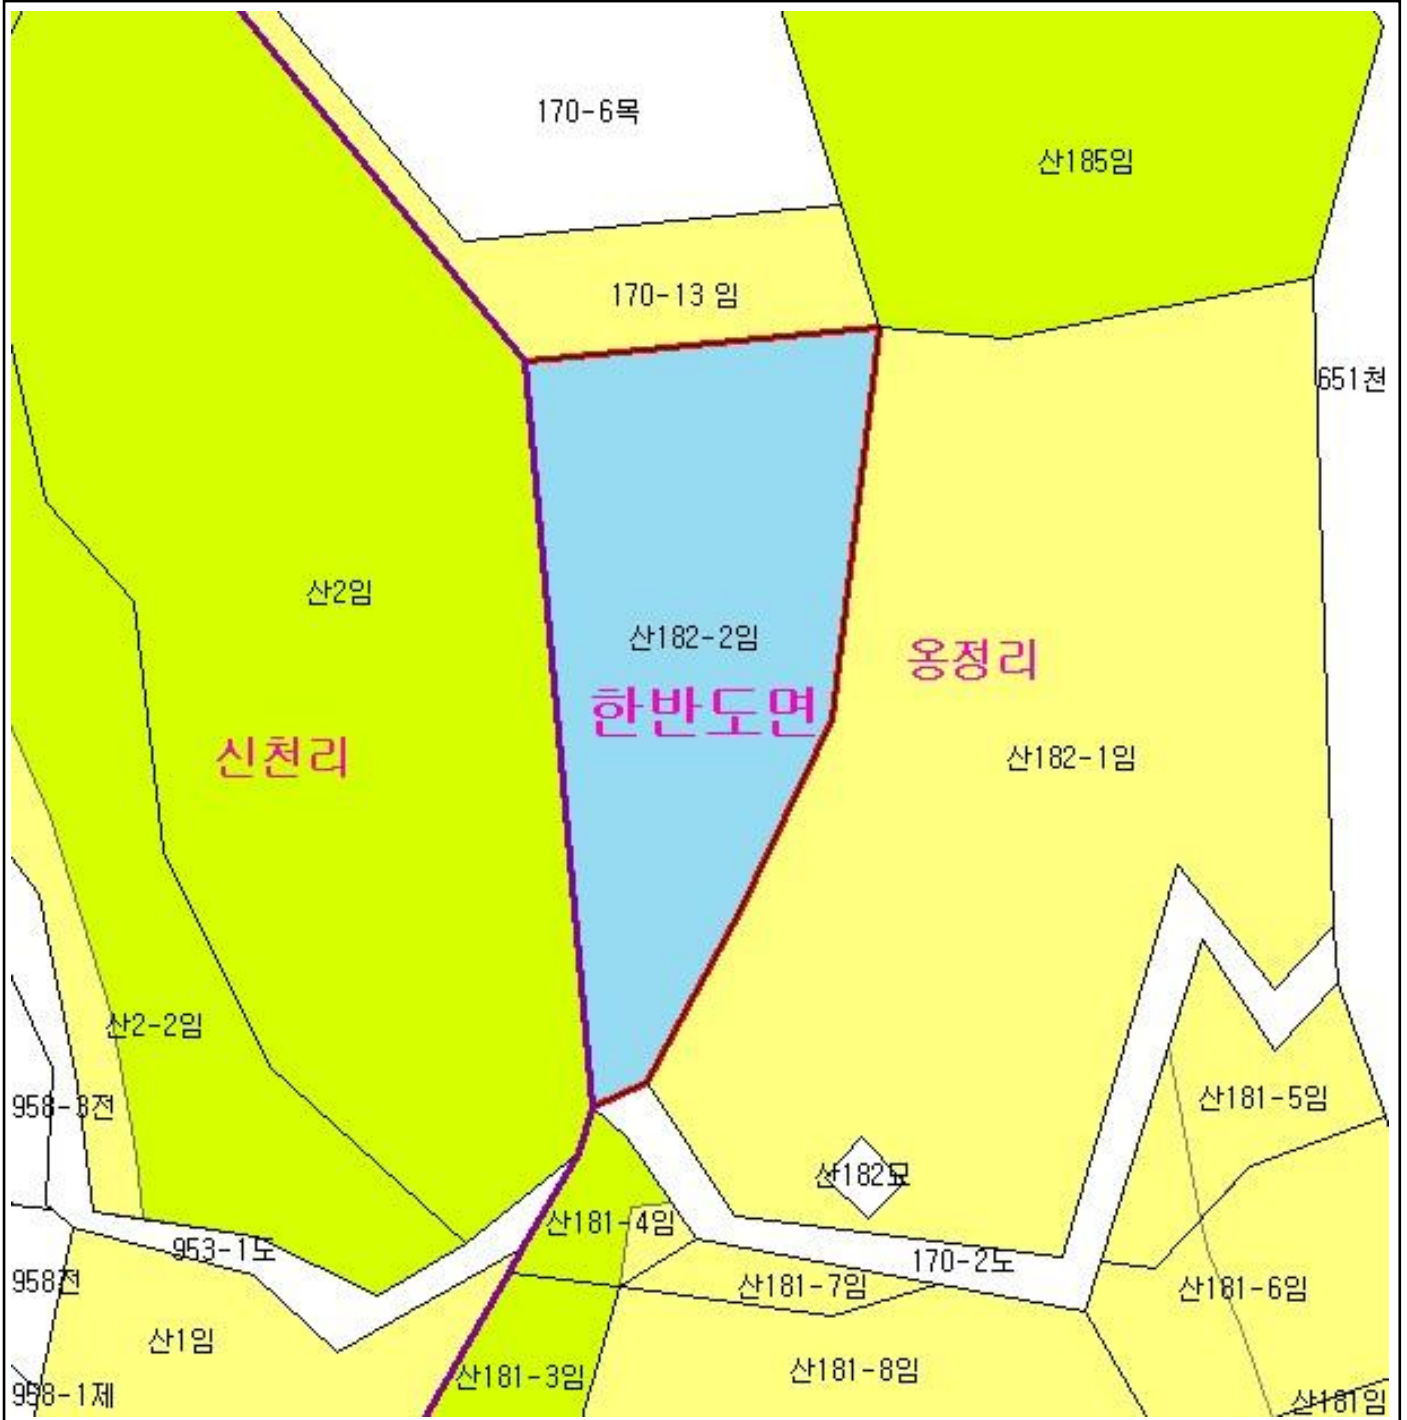 170-6목
산185임
170-13 임
651천
산2임
산182-2임
옹정리
한반도면
신천리
산182-1임
산2-2임
958-3전
산181-5임
산182묘
산181-4임
953-1도
170-2도
958전
산181-7임
산181-6임
산1임
산181-3임
산181-8임
958-1제
산181임